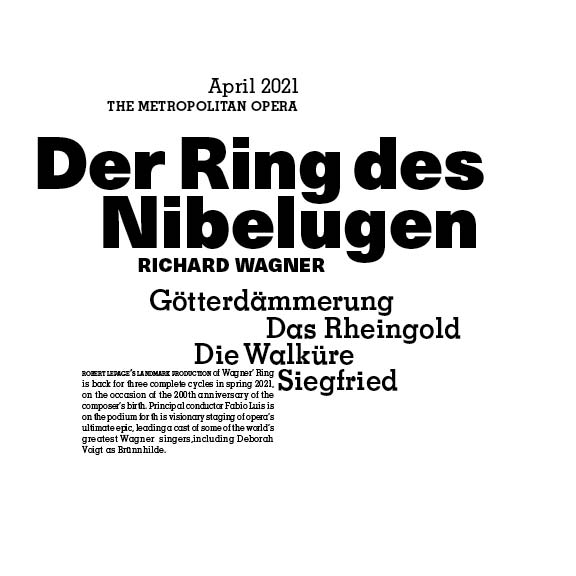 April 2021
THE METROPOLITAN OPERA
Der Ring des
Nibelugen
RICHARD WAGNER
Götterdämmerung
Das Rheingold
Die Walküre
Siegfried
ROBERT LEPAGE'S LANDMARK PRODUCTION of Wagner' Ring
is back for three complete cycles in spring 2021,
on the occasion of the 200th anniversary of the
composer's birth. Principal conductor Fabio Luis is
on the podium for th is visionary staging of opera's
ultimate epic, leading a cast of some of the world's
greatest Wagner singers,including Deborah
Voigt as Brünnhilde.